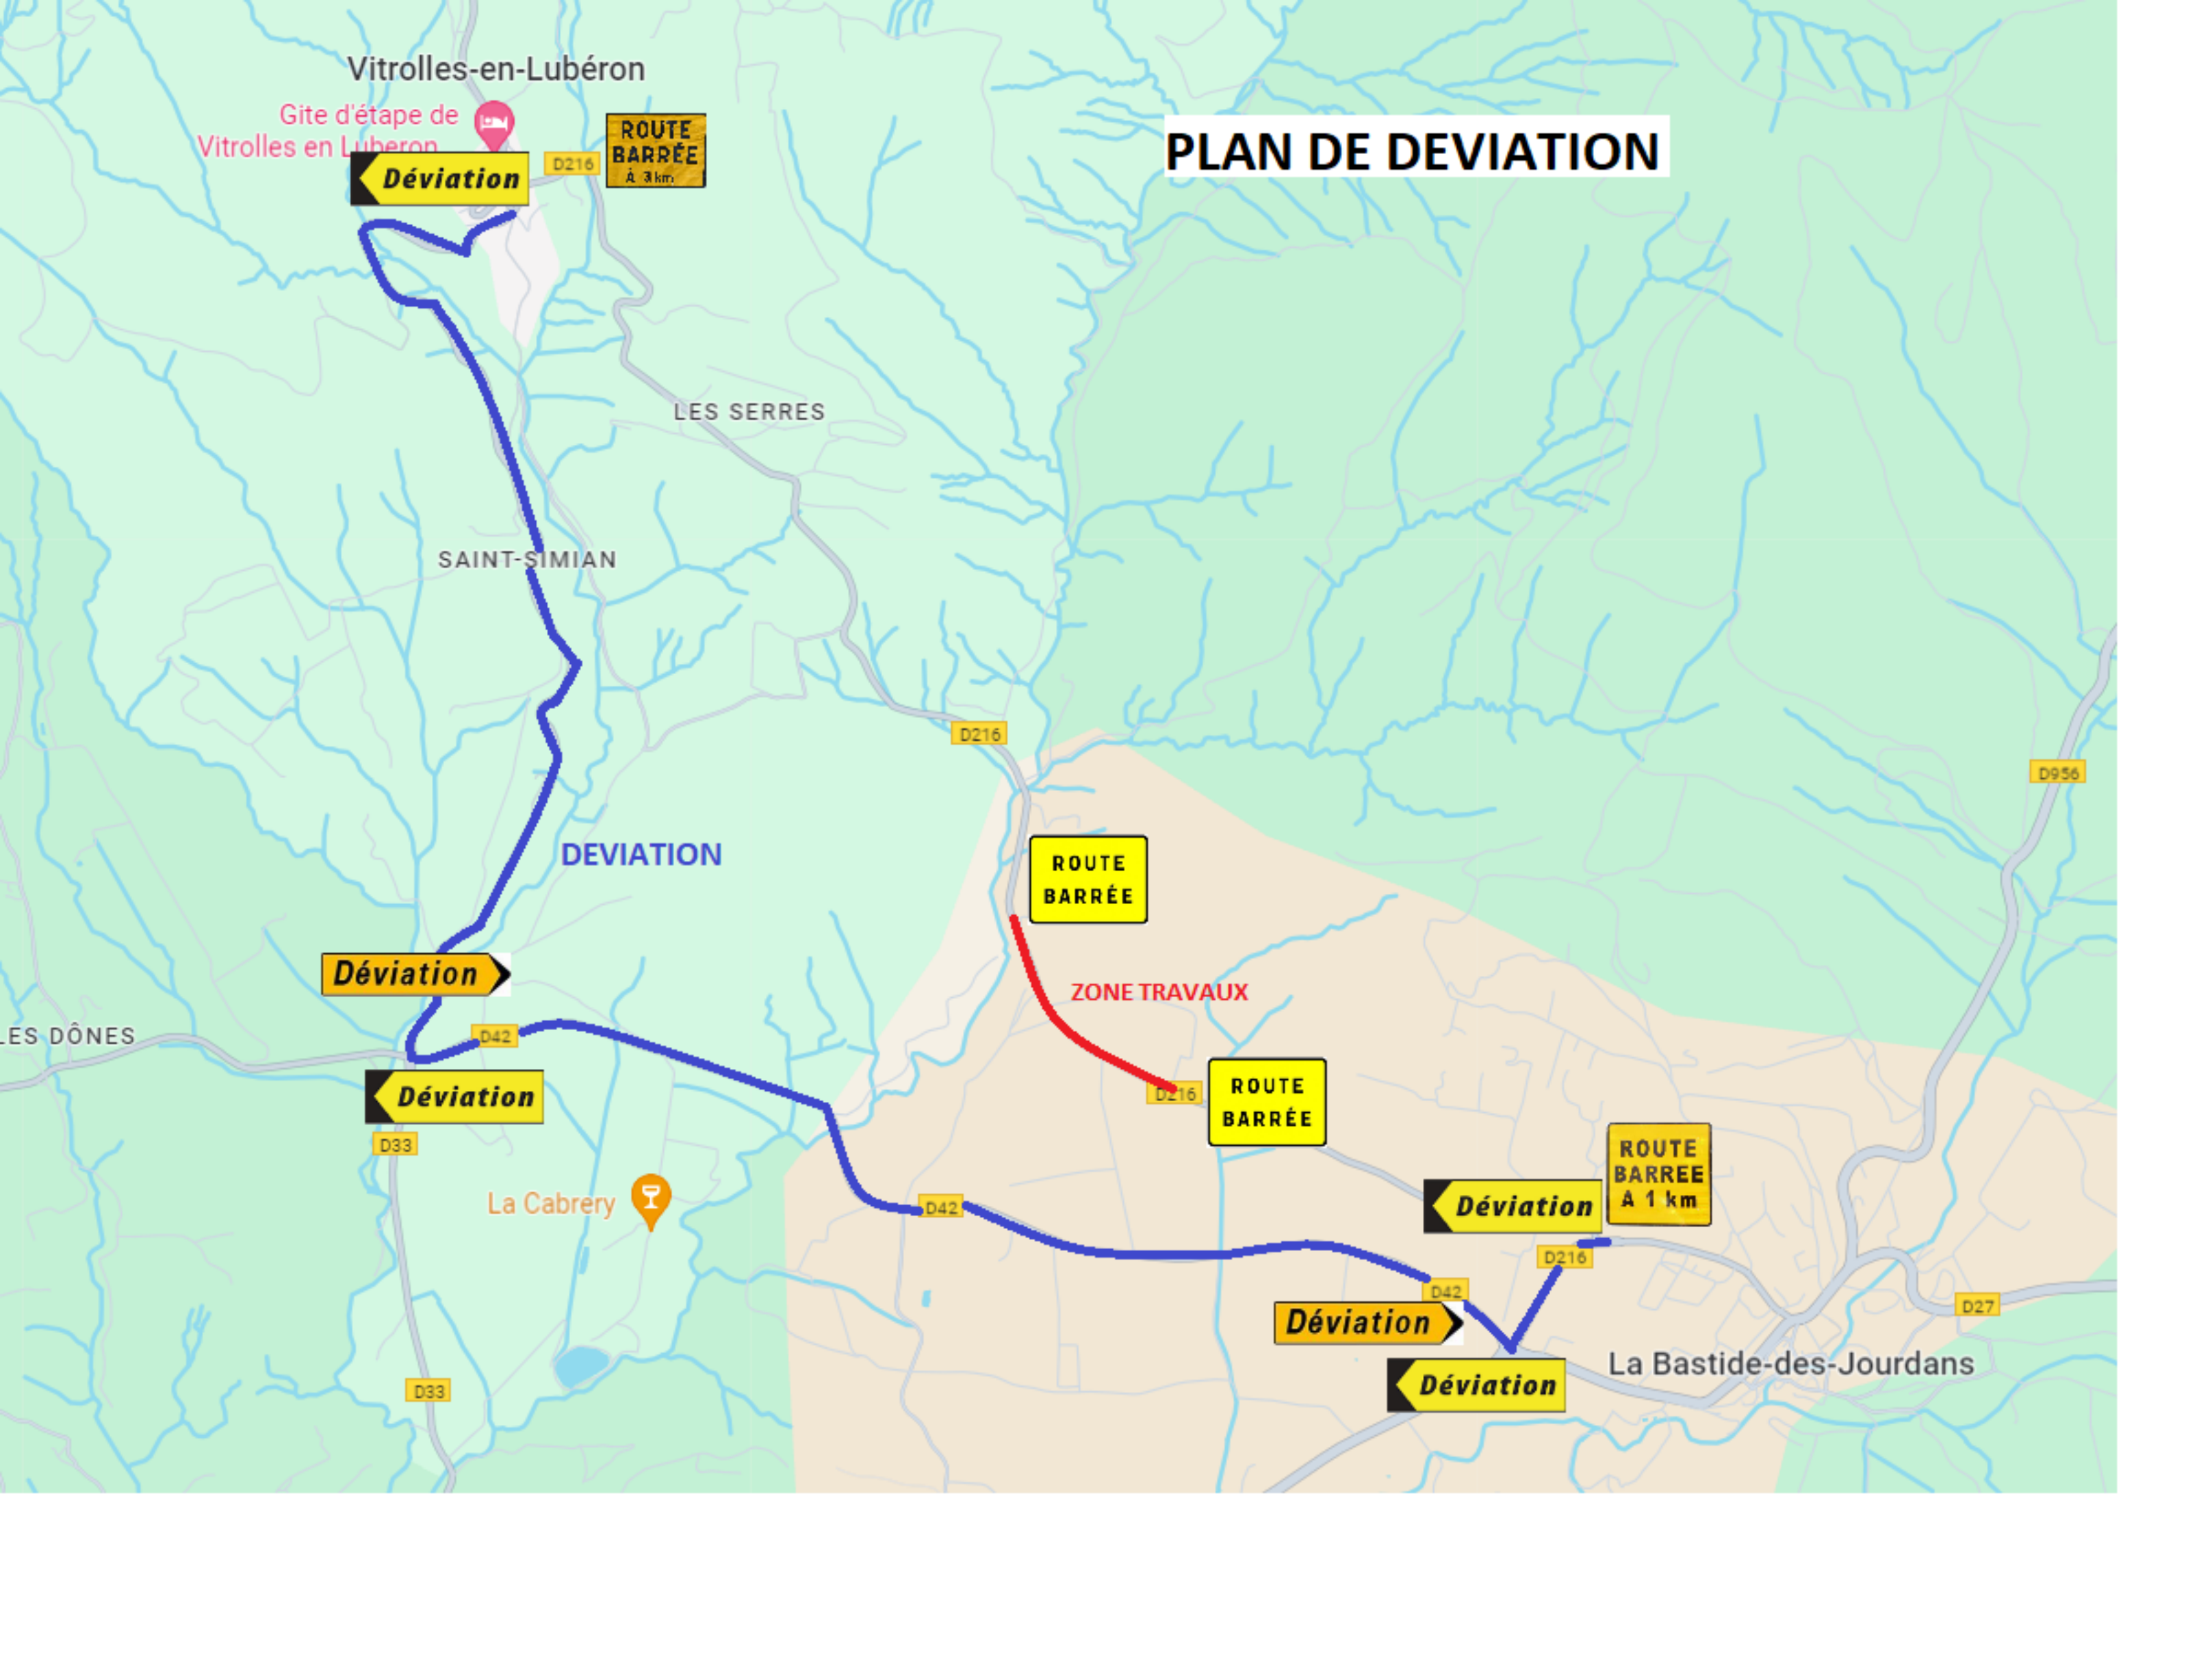 Vitrolles-en-Lubéron
Gite d'étape de
Vitrolles en Luberon
Déviation
D216
ROUTE
BARRÉE
À 3km
PLAN DE DEVIATION
LES SERRES
SAINT-SIMIAN
D216
D956
DEVIATION
ROUTE
BARRÉE
Déviation
ZONE TRAVAUX
LES DÔNES
D42
Déviation
D216
ROUTE
BARRÉE
D33
ROUTE
BARREE
A 1 km
La Cabrery
D42
Déviation
D216
D42
D27
Déviation
La Bastide-des-Jourdans
D33
Déviation